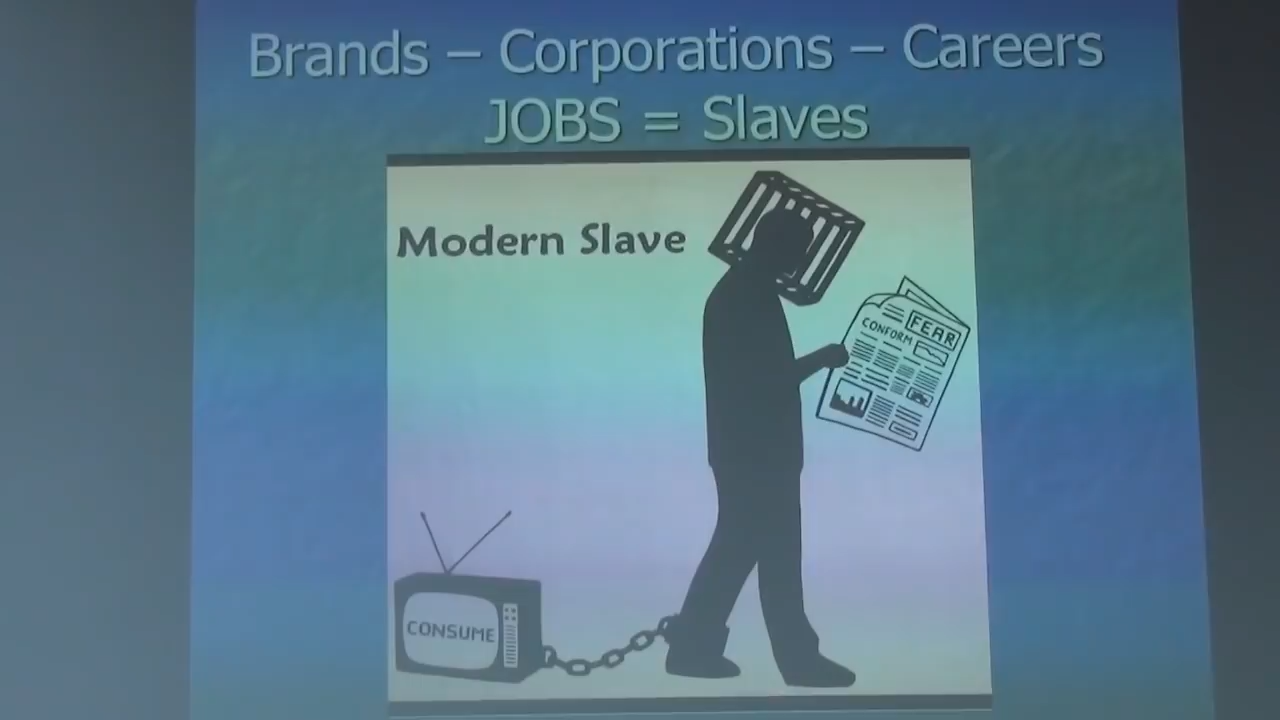 Brands – Corporations – Careers
JOBS = Slaves
Modern Slave
FEAR
CONFORM
CONSUME